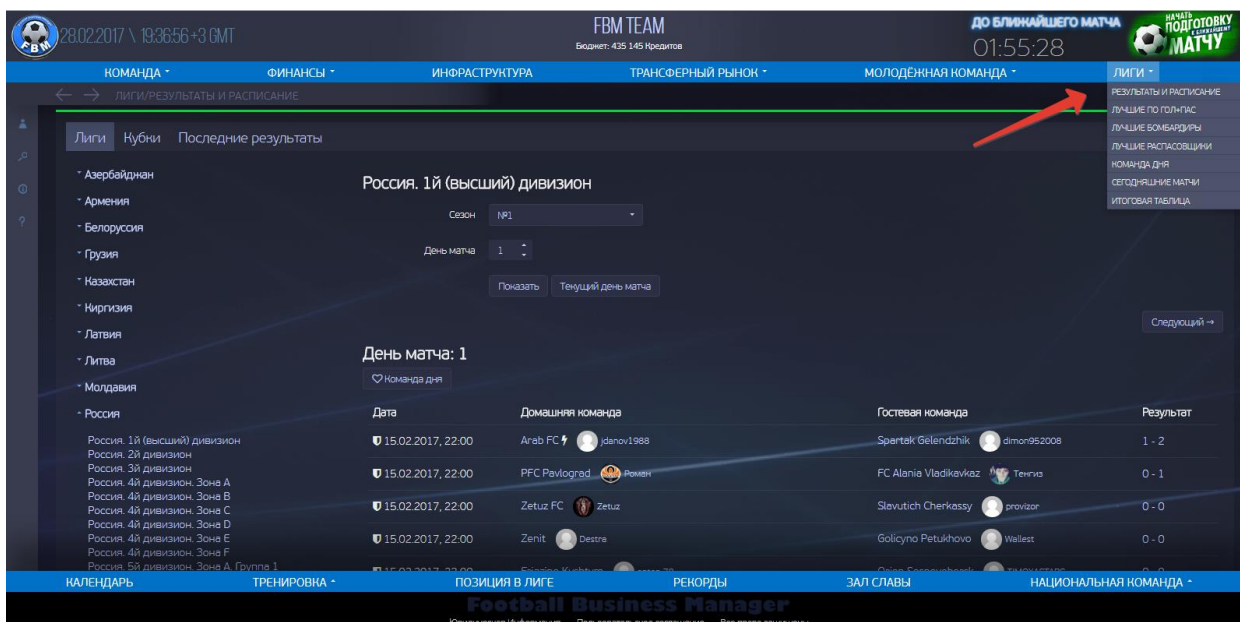 FBM
28.02.2017 \ 19:36:56 +3 GMT
FBM TEAM
Бюджет: 435 145 Кредитов
ДО БЛИЖАЙШЕГО МАТЧА
01:55:28
НАЧАТЬ
ПОДГОТОВКУ
К БЛИЖАЙШЕМУ
МАТЧУ
КОМАНДА ФИНАНСЫ ИНФРАСТРУКТУРА ТРАНСФЕРНЫЙ РЫНОК МОЛОДЁЖНАЯ КОМАНДА ЛИГИ
← → ЛИГИ/РЕЗУЛЬТАТЫ И РАСПИСАНИЕ
РЕЗУЛЬТАТЫ И РАСПИСАНИЕ
ЛУЧШИЕ ПО ГОЛ+ПАС
ЛУЧШИЕ БОМБАРДИРЫ
ЛУЧШИЕ РАСПАСОВЩИКИ
КОМАНДА ДНЯ
СЕГОДНЯШНИЕ МАТЧИ
ИТОГОВАЯ ТАБЛИЦА
Лиги Кубки Последние результаты
Азербайджан
Армения
Белоруссия
Грузия
Казахстан
Киргизия
Латвия
Литва
Молдавия
Россия
Россия. 1й (высший) дивизион
Россия. 2й дивизион
Россия. 3й дивизион
Россия. 4й дивизион. Зона A
Россия. 4й дивизион. Зона B
Россия. 4й дивизион. Зона C
Россия. 4й дивизион. Зона D
Россия. 4й дивизион. Зона E
Россия. 4й дивизион. Зона F
Россия. 5й дивизион. Зона A. Группа 1
Россия. 1й (высший) дивизион
Сезон №1
День матча 1
Показать Текущий день матча
Следующий →
День матча: 1
Команда дня
Дата Домашняя команда Гостевая команда Результат
15.02.2017, 22:00 Arab FC jdanov1988 Spartak Gelendzhik dimon952008 1 - 2
15.02.2017, 22:00 PFC Pavlograd Роман FC Alania Vladikavkaz Тенгиз 0 - 1
15.02.2017, 22:00 Zetuz FC Zetuz Slavutich Cherkassy provizor 0 - 0
15.02.2017, 22:00 Zenit Destra Golicyno Petukhovo Wallest 0 - 0
КАЛЕНДАРЬ ТРЕНИРОВКА ПОЗИЦИЯ В ЛИГЕ РЕКОРДЫ ЗАЛ СЛАВЫ НАЦИОНАЛЬНАЯ КОМАНДА
Football Business Manager